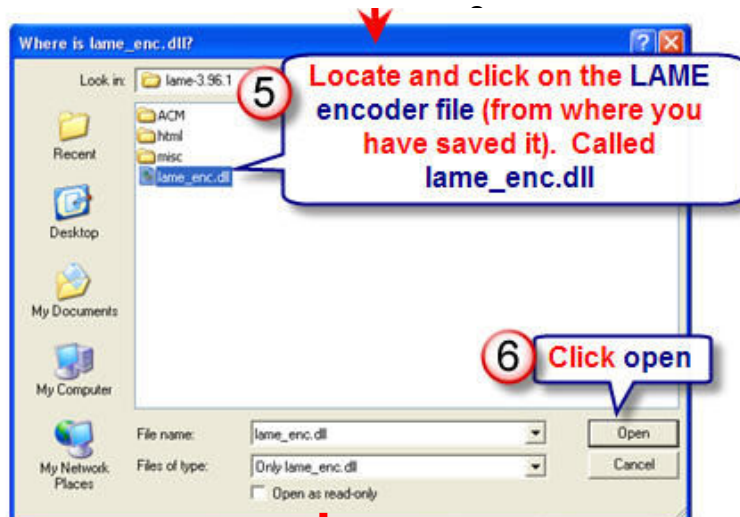 Where is lame_enc.dll?
Look in:
lame-3.96.1
5
Locate and click on the LAME
encoder file (from where you
have saved it). Called
lame_enc.dll
ACM
html
misc
lame_enc.dll
Recent
Desktop
My Documents
My Computer
My Network
Places
6
Click open
File name:
lame_enc.dll
Open
Files of type:
Only lame_enc.dll
Cancel
Open as read-only